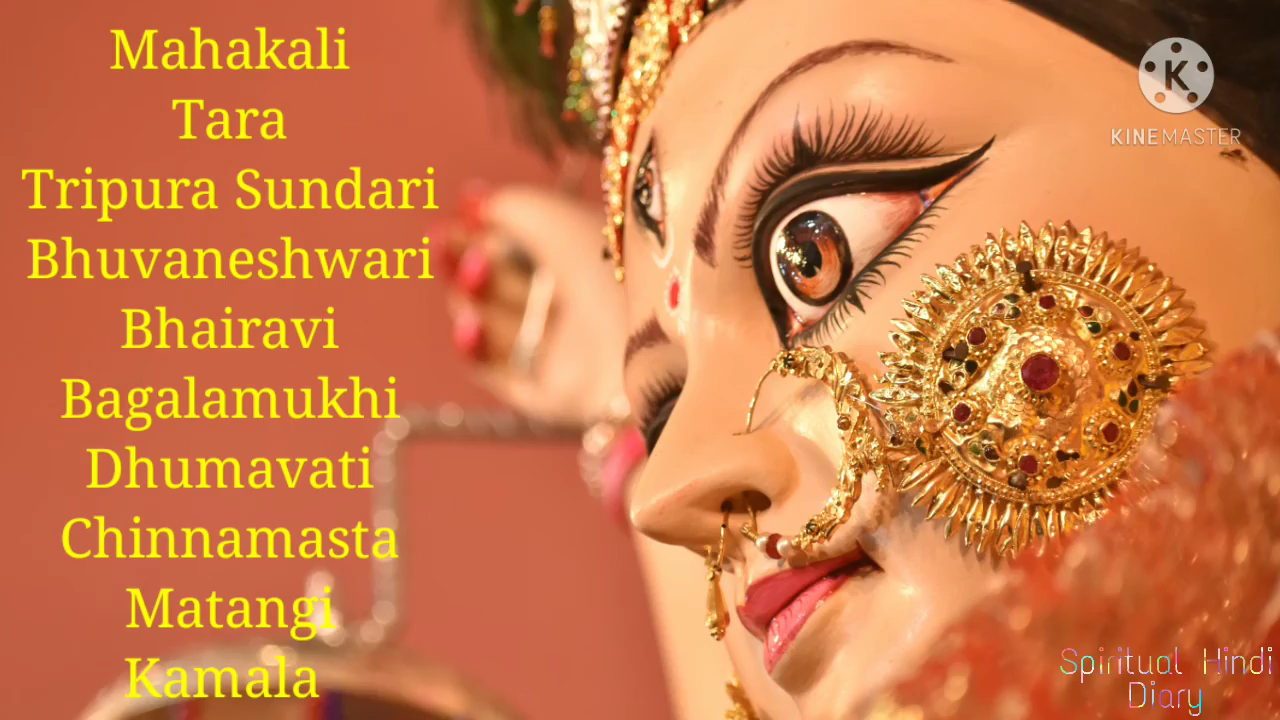 Mahakali
Tara
Tripura Sundari
Bhuvaneshwari
Bhairavi
Bagalamukhi
Dhumavati
Chinnamasta
Matangi
Kamala
K
KINEMASTER
Spiritual Hindi
Diary